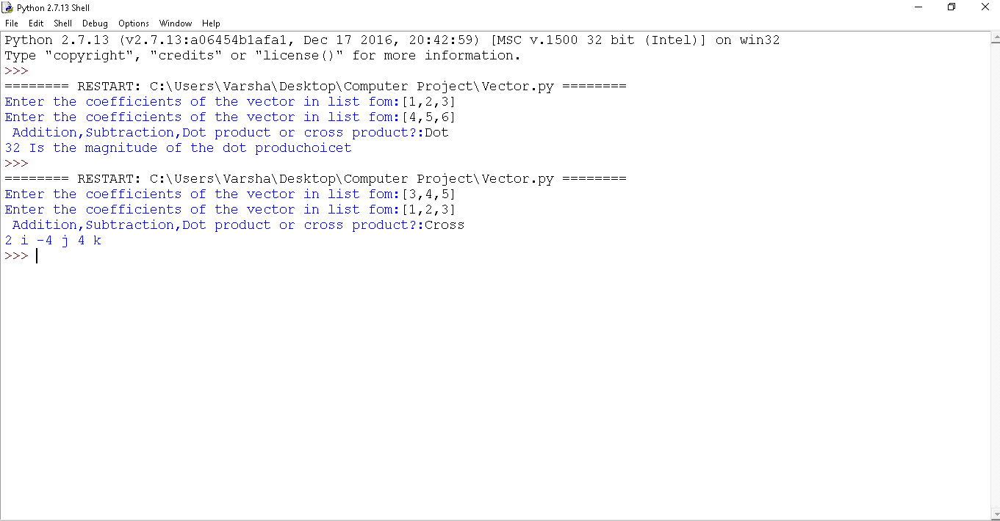 Python 2.7.13 Shell
File Edit Shell Debug Options Window Help
Python 2.7.13 (v2.7.13:a06454b1afa1, Dec 17 2016, 20:42:59) [MSC v.1500 32 bit (Intel)] on win32
Type "copyright", "credits" or "license()" for more information.
>>>
======== RESTART: C:\Users\Varsha\Desktop\Computer Project\Vector.py ========
Enter the coefficients of the vector in list fom:[1,2,3]
Enter the coefficients of the vector in list fom:[4,5,6]
 Addition,Subtraction,Dot product or cross product?:Dot
32 Is the magnitude of the dot produchoicet
>>>
======== RESTART: C:\Users\Varsha\Desktop\Computer Project\Vector.py ========
Enter the coefficients of the vector in list fom:[3,4,5]
Enter the coefficients of the vector in list fom:[1,2,3]
 Addition,Subtraction,Dot product or cross product?:Cross
2 i -4 j 4 k
>>>